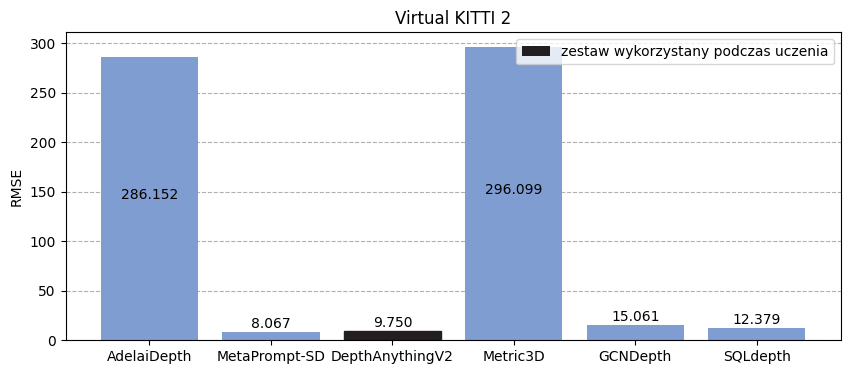 Virtual KITTI 2
zestaw wykorzystany podczas uczenia
RMSE
300
250
200
150
100
50
0
286.152
8.067
9.750
296.099
15.061
12.379
AdelaiDepth
MetaPrompt-SD
DepthAnythingV2
Metric3D
GCNDepth
SQLdepth